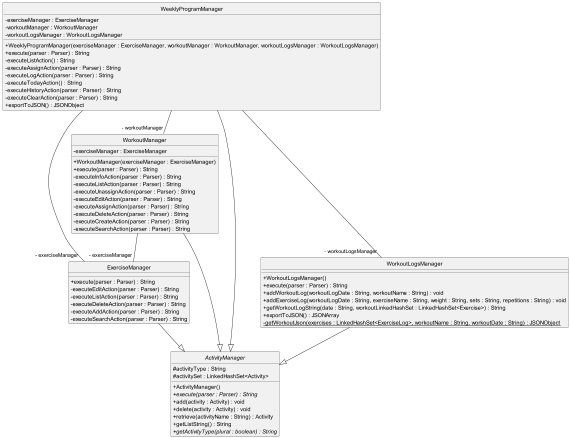 WeeklyProgramManager
-exerciseManager : ExerciseManager
-workoutManager : WorkoutManager
-workoutLogsManager : WorkoutLogsManager
+WeeklyProgramManager(exerciseManager : ExerciseManager, workoutManager : WorkoutManager, workoutLogsManager : WorkoutLogsManager)
+execute(parser : Parser) : String
-executeListAction() : String
-executeAssignAction(parser : Parser) : String
-executeLogAction(parser : Parser) : String
-executeTodayAction() : String
-executeHistoryAction(parser : Parser) : String
-executeClearAction(parser : Parser) : String
+exportToJSON() : JSONObject
- workoutManager
WorkoutManager
-exerciseManager : ExerciseManager
+WorkoutManager(exerciseManager : ExerciseManager)
+execute(parser : Parser) : String
-executeInfoAction(parser : Parser) : String
-executeListAction(parser : Parser) : String
-executeUnassignAction(parser : Parser) : String
-executeEditAction(parser : Parser) : String
-executeAssignAction(parser : Parser) : String
-executeDeleteAction(parser : Parser) : String
-executeCreateAction(parser : Parser) : String
-executeSearchAction(parser : Parser) : String
- exerciseManager
- exerciseManager
- workoutLogsManager
ExerciseManager
+execute(parser : Parser) : String
-executeEditAction(parser : Parser) : String
-executeListAction(parser : Parser) : String
-executeDeleteAction(parser : Parser) : String
-executeAddAction(parser : Parser) : String
-executeSearchAction(parser : Parser) : String
WorkoutLogsManager
+WorkoutLogsManager()
+execute(parser : Parser) : String
+addWorkoutLog(workoutLogDate : String, workoutName : String) : void
+addExerciseLog(workoutLogDate : String, exerciseName : String, weight : String, sets : String, repetitions : String) : void
+getWorkoutLogString(date : String, workoutLinkedHashSet : LinkedHashSet<Exercise>) : String
+exportToJSON() : JSONArray
-getWorkoutJson(exercises : LinkedHashSet<ExerciseLog>, workoutName : String, workoutDate : String) : JSONObject
ActivityManager
#activityType : String
#activitySet : LinkedHashSet<Activity>
+ActivityManager()
+execute(parser : Parser) : String
+add(activity : Activity) : void
+delete(activity : Activity) : void
+retrieve(activityName : String) : Activity
+getListString() : String
+getActivityType(plural : boolean) : String